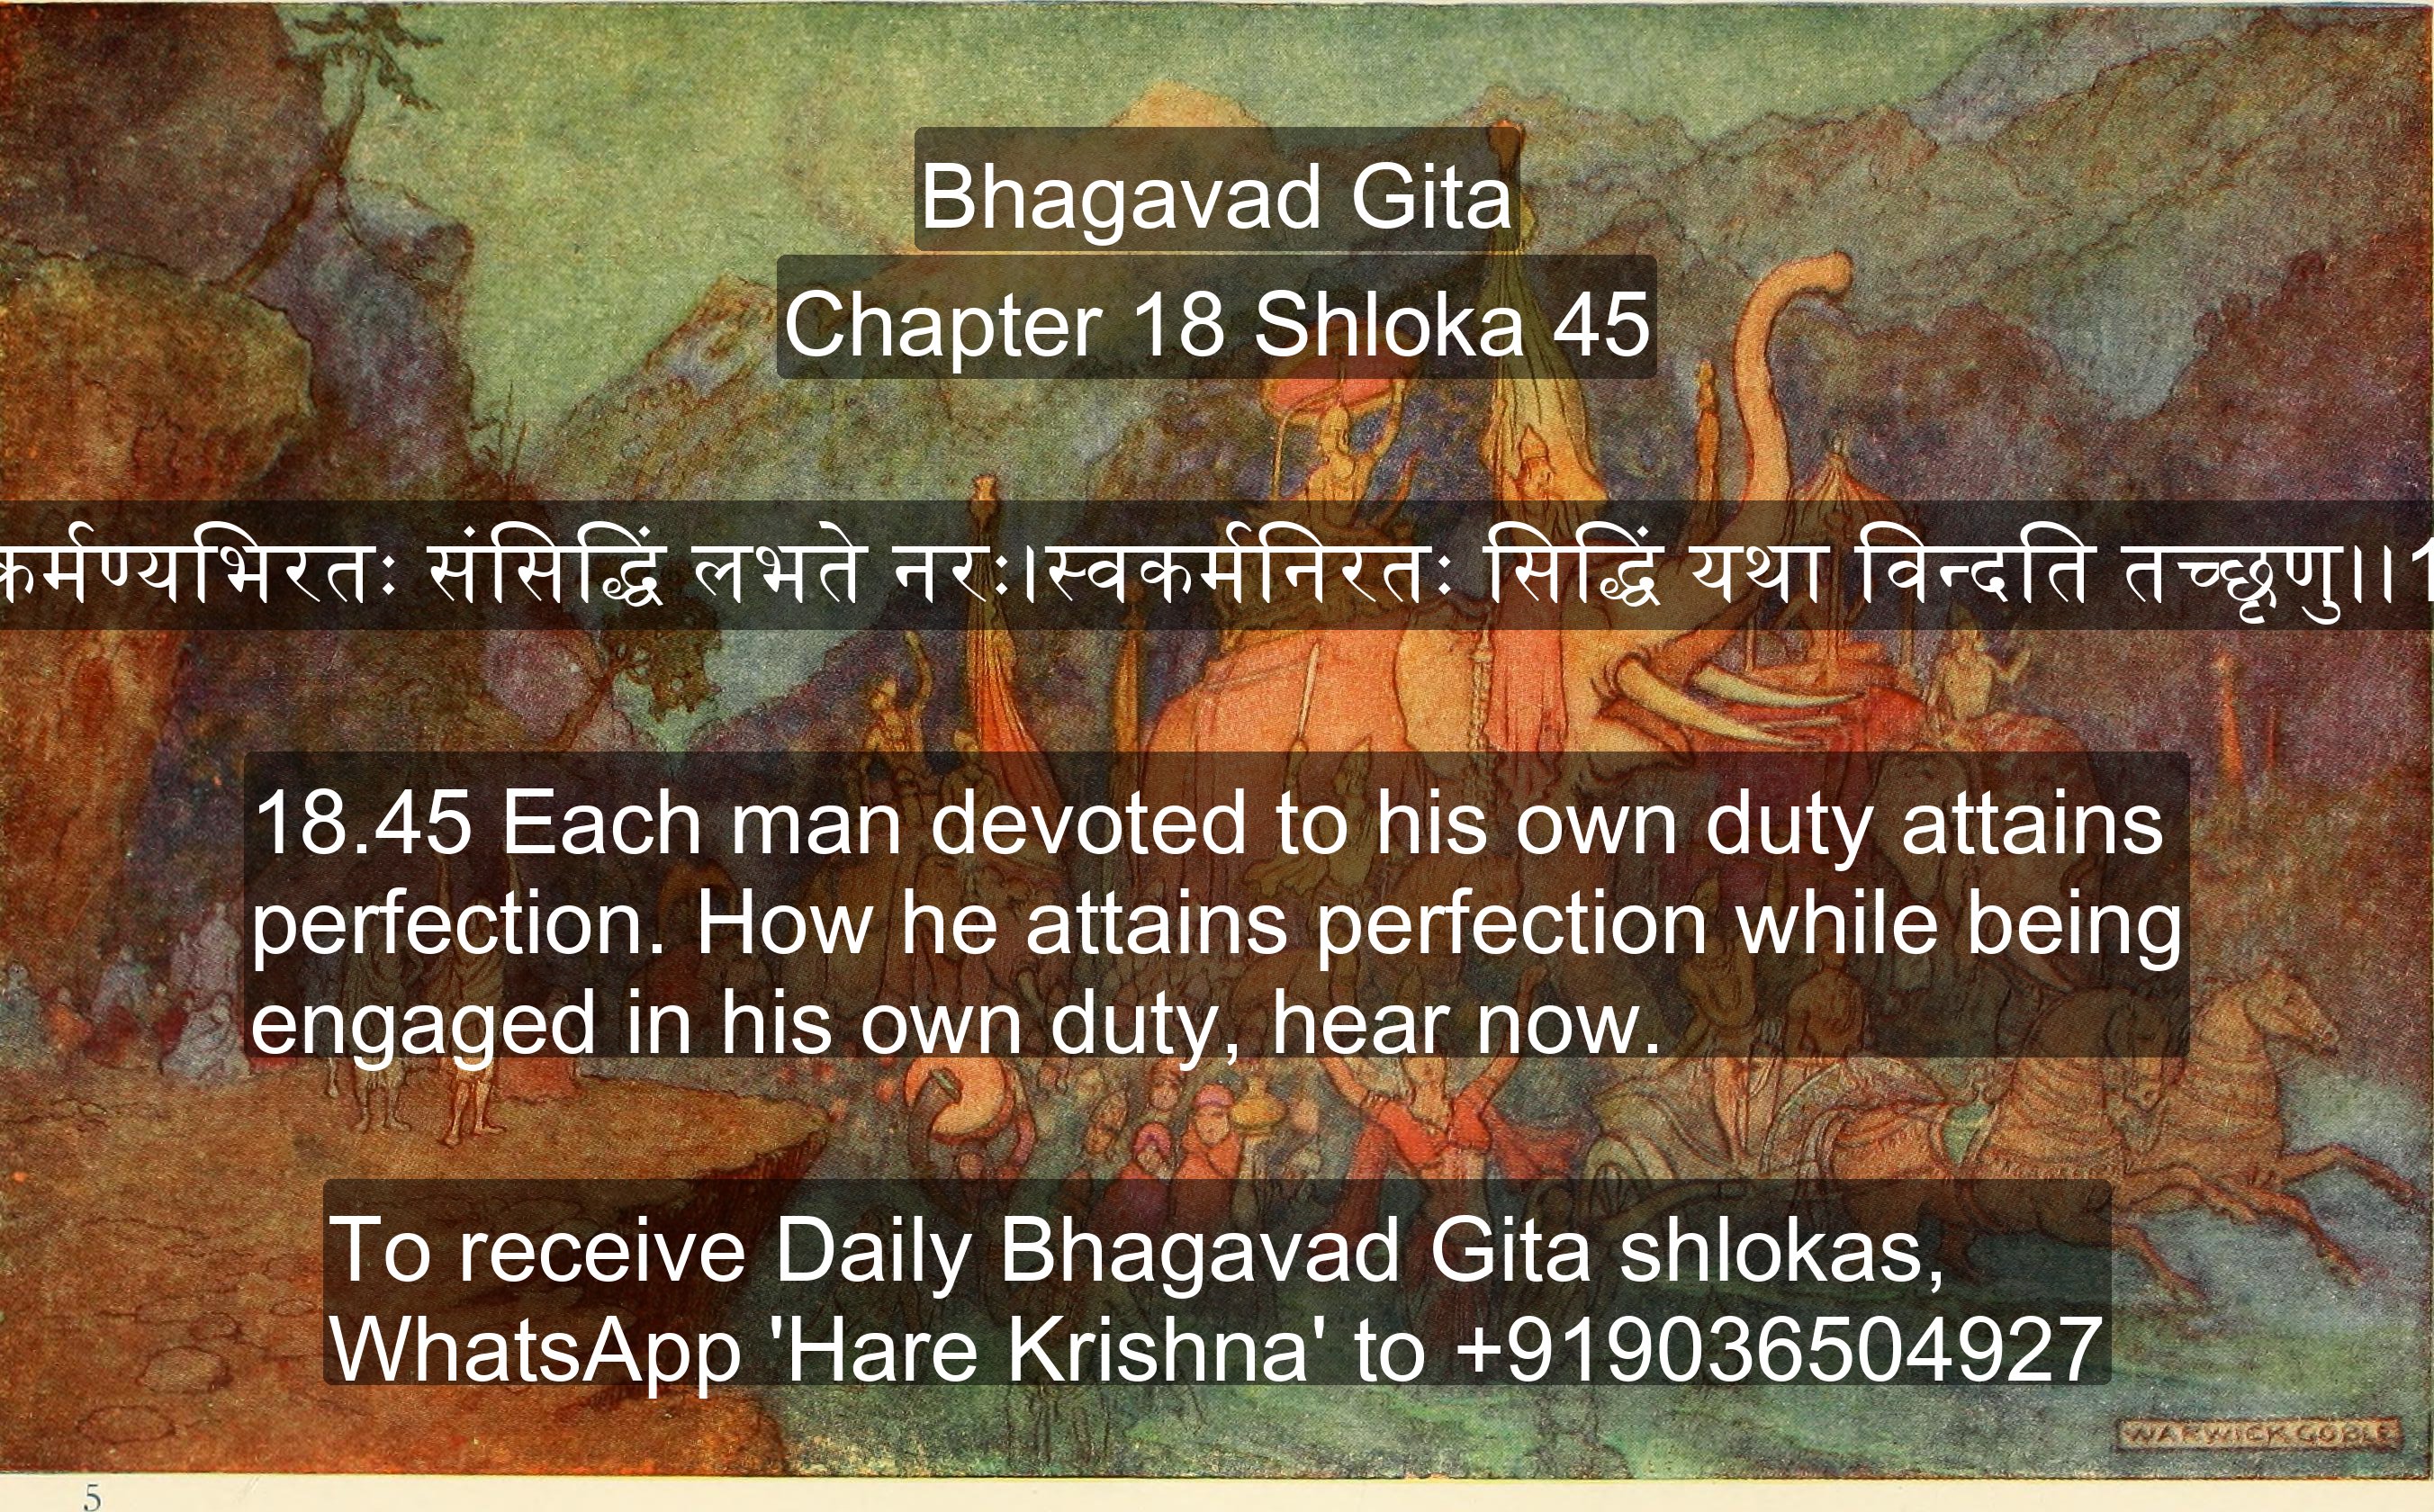 Bhagavad Gita
Chapter 18 Shloka 45
कर्मण्यभिरतः संसिद्धिं लभते नरः।स्वकर्मनिरतः सिद्धिं यथा विन्दति तच्छृणु।।1
18.45 Each man devoted to his own duty attains
perfection. How he attains perfection while being
engaged in his own duty, hear now.
To receive Daily Bhagavad Gita shlokas,
WhatsApp 'Hare Krishna' to +919036504927
WARWICK GOBLE
5